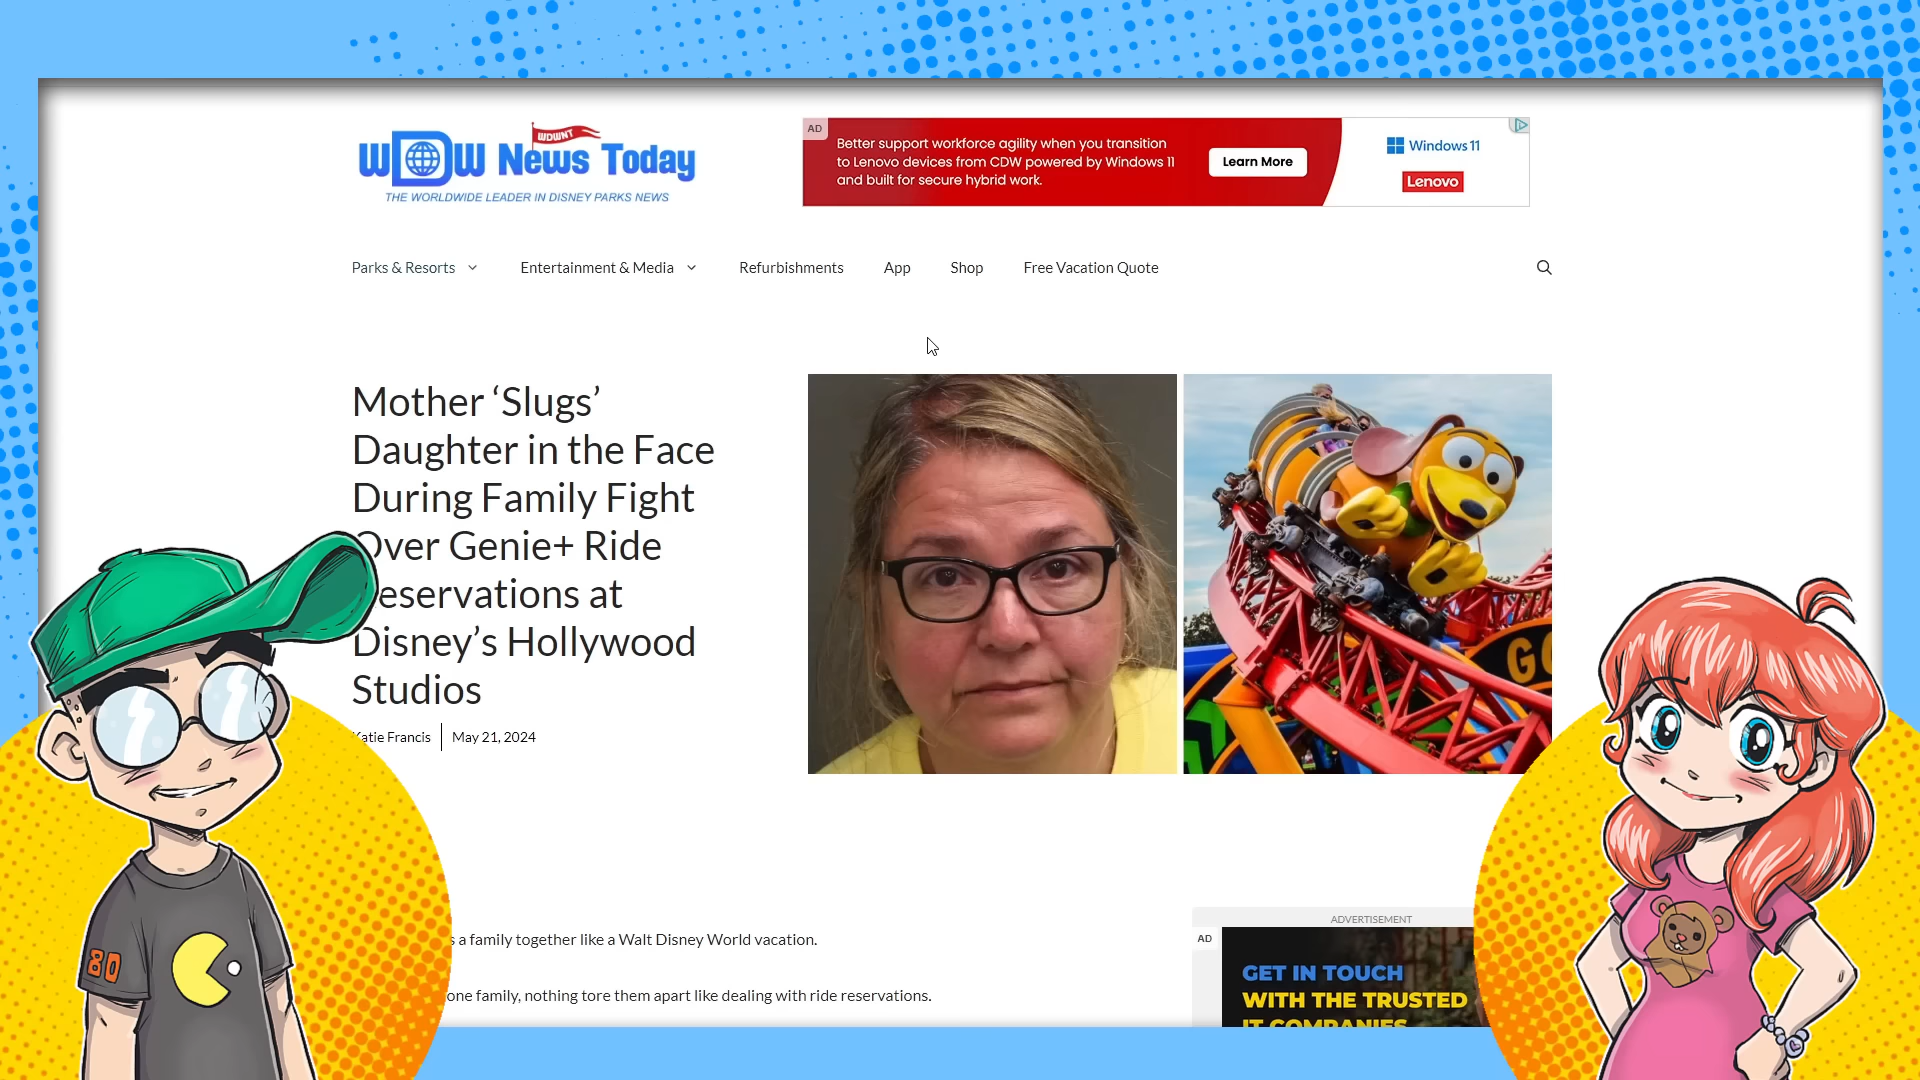 WDWNT
WDW News Today
THE WORLDWIDE LEADER IN DISNEY PARKS NEWS
AD
Better support workforce agility when you transition
to Lenovo devices from CDW powered by Windows 11
and built for secure hybrid work.
Learn More
Windows 11
Lenovo
Parks & Resorts
Entertainment & Media
Refurbishments
App
Shop
Free Vacation Quote
Mother ‘Slugs’
Daughter in the Face
During Family Fight
Over Genie+ Ride
eservations at
Disney’s Hollywood
Studios
Katie Francis
May 21, 2024
GO
s a family together like a Walt Disney World vacation.
one family, nothing tore them apart like dealing with ride reservations.
ADVERTISEMENT
AD
GET IN TOUCH
WITH THE TRUSTED
IT COMPANIES
80